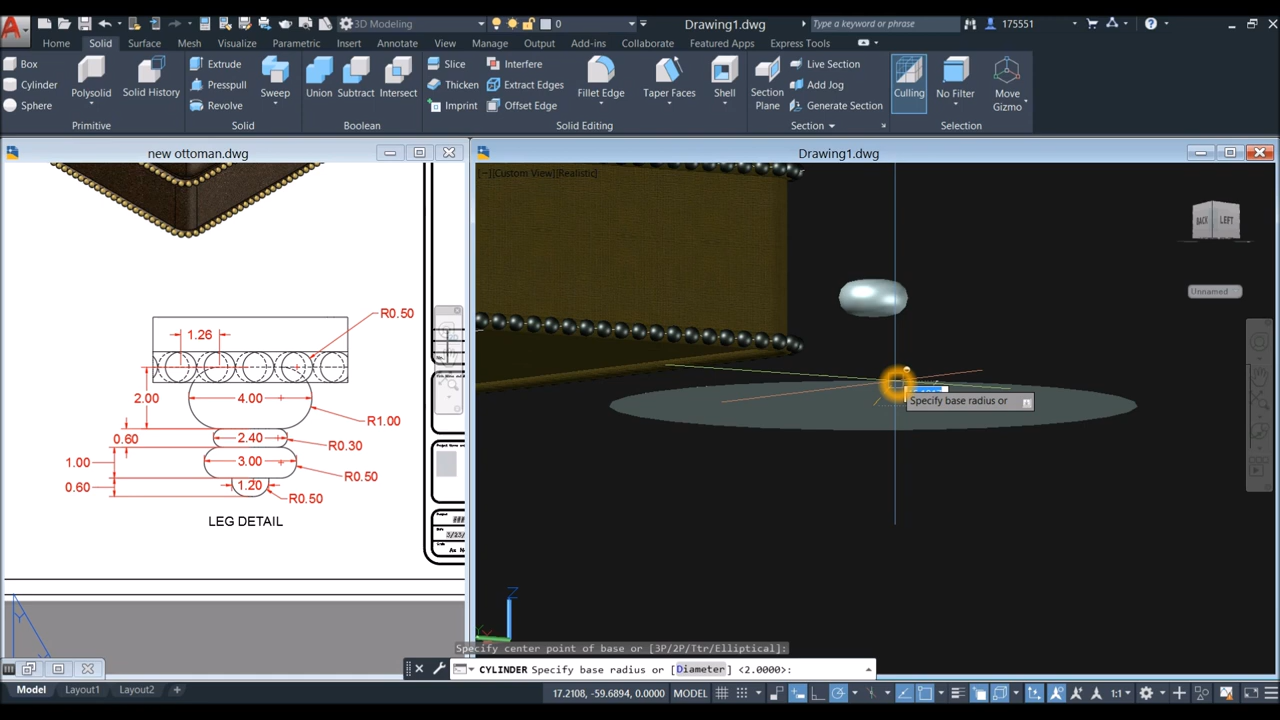 3D Modeling
0
Drawing1.dwg
Type a keyword or phrase
175551
Home Solid Surface Mesh Visualize Parametric Insert Annotate View Manage Output Add-ins Collaborate Featured Apps Express Tools
Box
Cylinder
Sphere
Polysolid
Solid History
Extrude
Presspull
Revolve
Sweep
Union
Subtract
Intersect
Slice
Thicken
Imprint
Interfere
Extract Edges
Offset Edge
Fillet Edge
Taper Faces
Shell
Section
Plane
Live Section
Add Jog
Generate Section
Culling
No Filter
Move
Gizmo
Primitive
Solid
Boolean
Solid Editing
Section
Selection
new ottoman.dwg
Drawing1.dwg
[−][Custom View][Realistic]
BACK LEFT
Unnamed
R0.50
1.26
2.00
4.00
R1.00
0.60
2.40
R0.30
1.00
3.00
R0.50
0.60
1.20
R0.50
LEG DETAIL
Specify base radius or
Z
Specify center point of base or [3P/2P/Ttr/Elliptical]:
CYLINDER Specify base radius or [Diameter] <2.0000>:
Model Layout1 Layout2 +
17.2108, -59.6894, 0.0000 MODEL
1:1